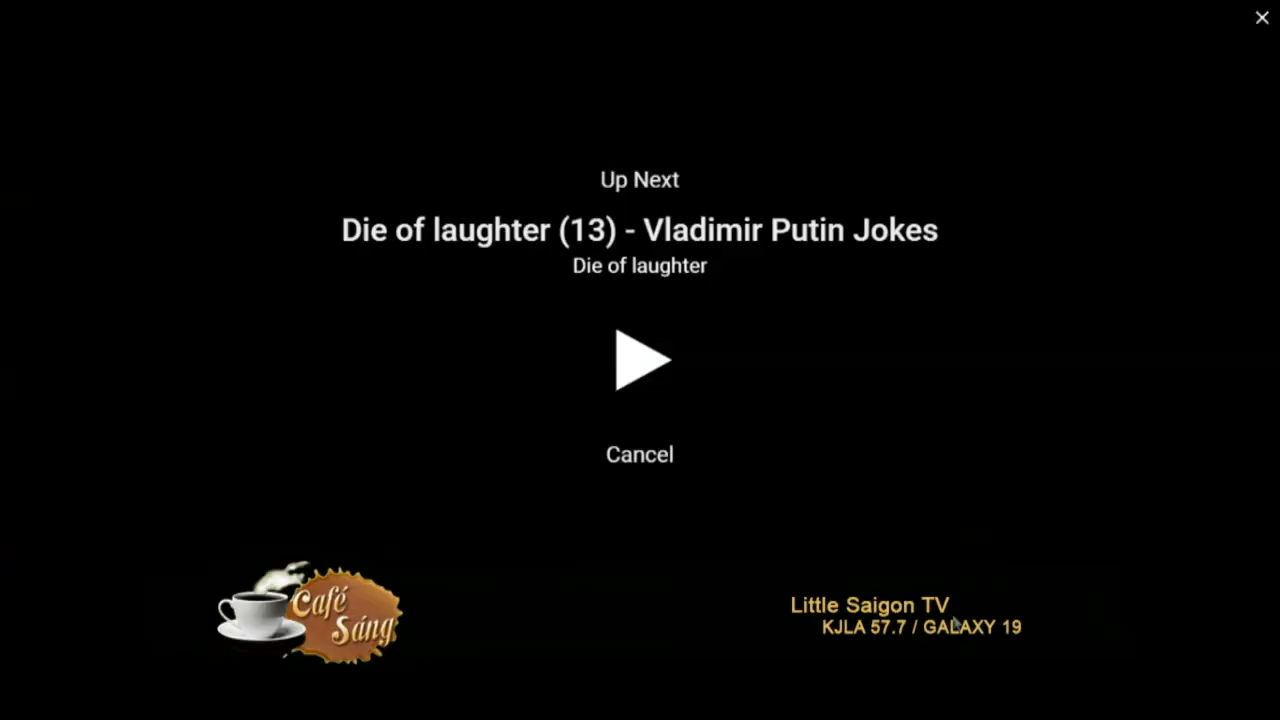 Up Next
Die of laughter (13) - Vladimir Putin Jokes
Die of laughter
Cancel
Café
Sáng
Little Saigon TV
KJLA 57.7 / GALAXY 19